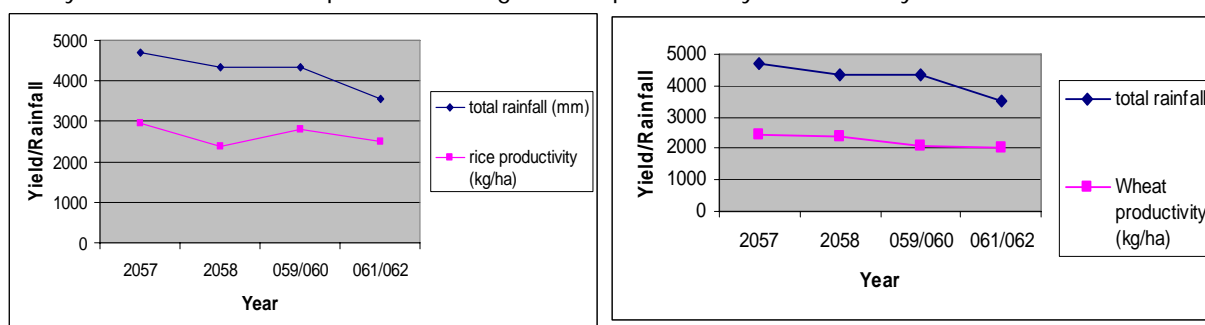 5000
4000
3000
2000
1000
0
Yield/Rainfall
2057 2058 059/060 061/062
Year
total rainfall (mm)
rice productivity
(kg/ha)
5000
4000
3000
2000
1000
0
Yield/Rainfall
2057 2058 059/060 061/062
Year
total rainfall
Wheat
productivity
(kg/ha)